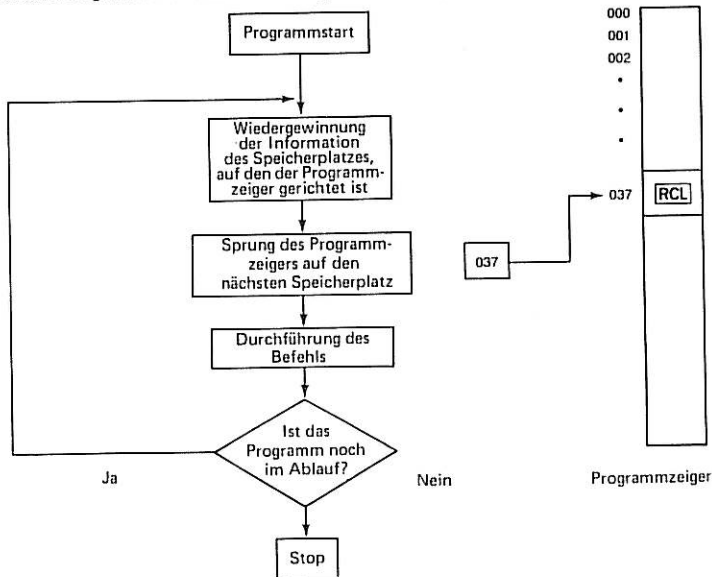 Programmstart
Wiedergewinnung
der Information
des Speicherplatzes,
auf den der Programm-
zeiger gerichtet ist
Sprung des Programm-
zeigers auf den
nächsten Speicherplatz
Durchführung des
Befehls
Ist das
Programm noch
im Ablauf?
Ja
Nein
Stop
000
001
002
037
RCL
037
Programmzeiger